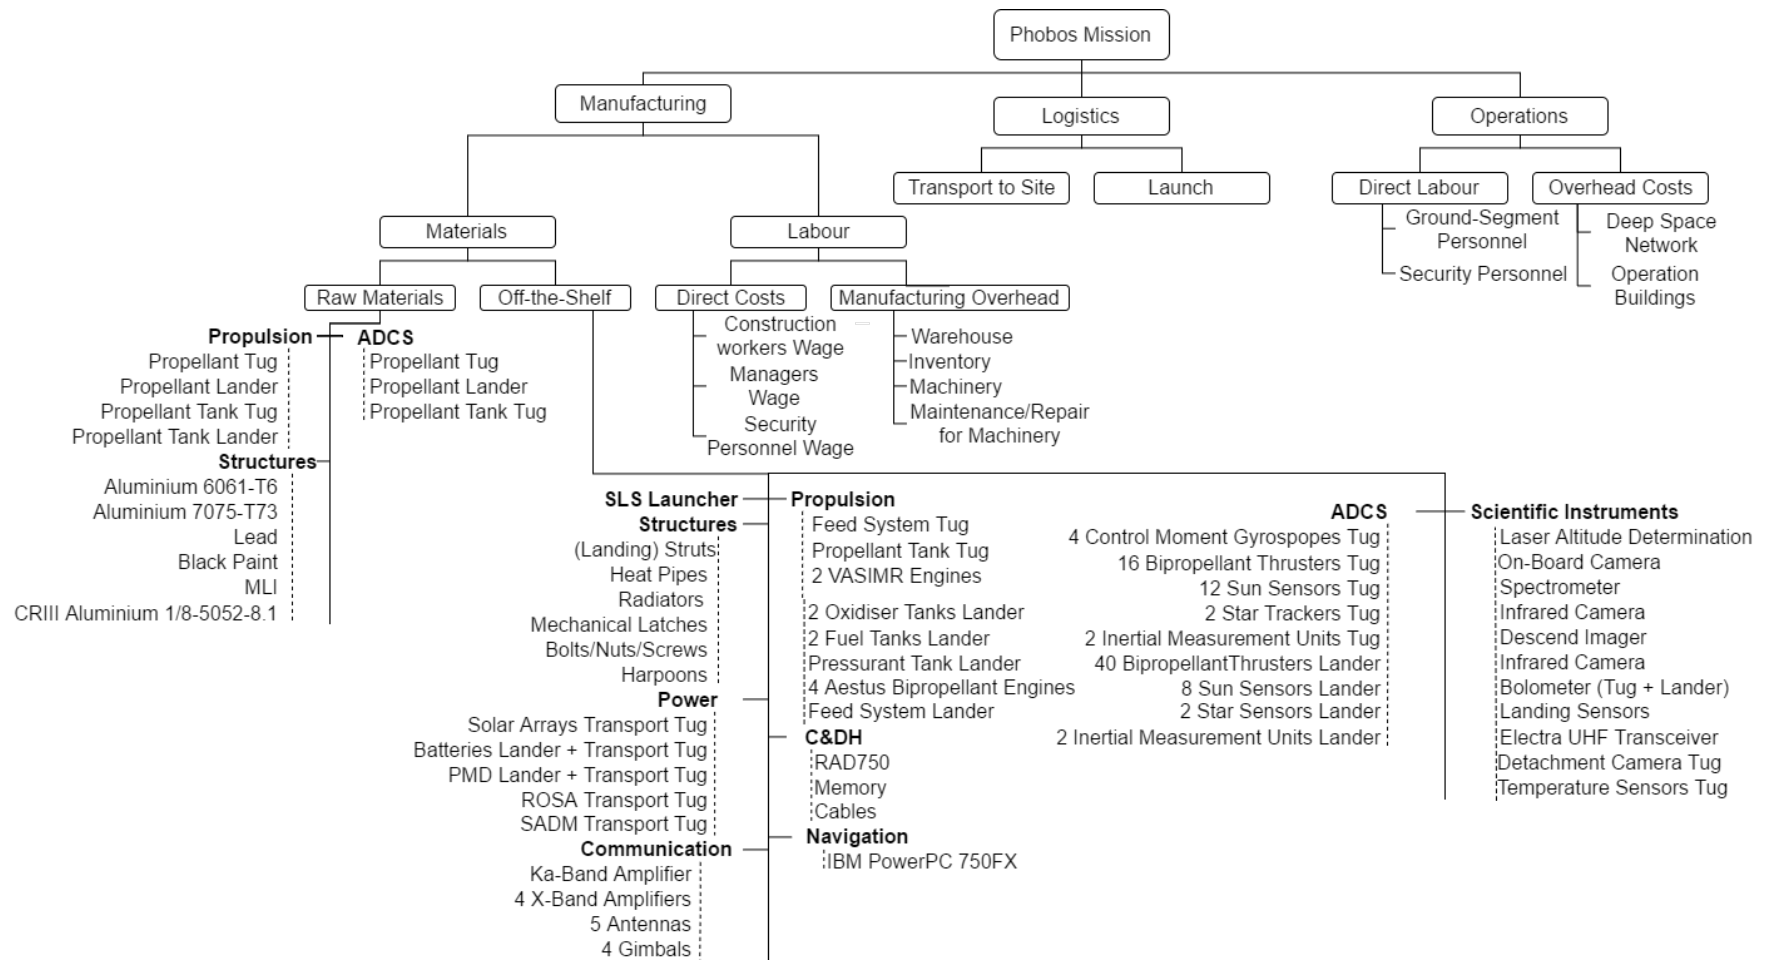 Phobos Mission
Manufacturing
Logistics
Operations
Transport to Site
Launch
Direct Labour
Overhead Costs
Ground-Segment
Personnel
Security Personnel
Deep Space
Network
Operation
Buildings
Materials
Labour
Raw Materials
Off-the-Shelf
Direct Costs
Manufacturing Overhead
Propulsion
Propellant Tug
Propellant Lander
Propellant Tank Tug
Propellant Tank Lander
ADCS
Propellant Tug
Propellant Lander
Propellant Tank Tug
Structures
Aluminium 6061-T6
Aluminium 7075-T73
Lead
Black Paint
MLI
CRIII Aluminium 1/8-5052-8.1
Construction
workers Wage
Managers
Wage
Security
Personnel Wage
Warehouse
Inventory
Machinery
Maintenance/Repair
for Machinery
SLS Launcher
Structures
(Landing) Struts
Heat Pipes
Radiators
Mechanical Latches
Bolts/Nuts/Screws
Harpoons
Power
Solar Arrays Transport Tug
Batteries Lander + Transport Tug
PMD Lander + Transport Tug
ROSA Transport Tug
SADM Transport Tug
Communication
Ka-Band Amplifier
4 X-Band Amplifiers
5 Antennas
4 Gimbals
Propulsion
Feed System Tug
Propellant Tank Tug
2 VASIMR Engines
2 Oxidiser Tanks Lander
2 Fuel Tanks Lander
Pressurant Tank Lander
4 Aestus Bipropellant Engines
Feed System Lander
C&DH
RAD750
Memory
Cables
Navigation
IBM PowerPC 750FX
ADCS
4 Control Moment Gyrospopes Tug
16 Bipropellant Thrusters Tug
12 Sun Sensors Tug
2 Star Trackers Tug
2 Inertial Measurement Units Tug
40 BipropellantThrusters Lander
8 Sun Sensors Lander
2 Star Sensors Lander
2 Inertial Measurement Units Lander
Scientific Instruments
Laser Altitude Determination
On-Board Camera
Spectrometer
Infrared Camera
Descend Imager
Infrared Camera
Bolometer (Tug + Lander)
Landing Sensors
Electra UHF Transceiver
Detachment Camera Tug
Temperature Sensors Tug